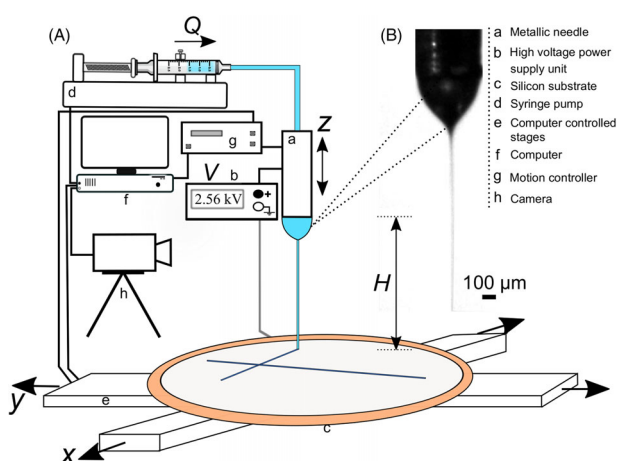 (A)
Q
d
g
a
z
V
b
2.56 kV
+
f
h
H
y
e
x
c
(B)
100 μm
a Metallic needle
b High voltage power
supply unit
c Silicon substrate
d Syringe pump
e Computer controlled
stages
f Computer
g Motion controller
h Camera